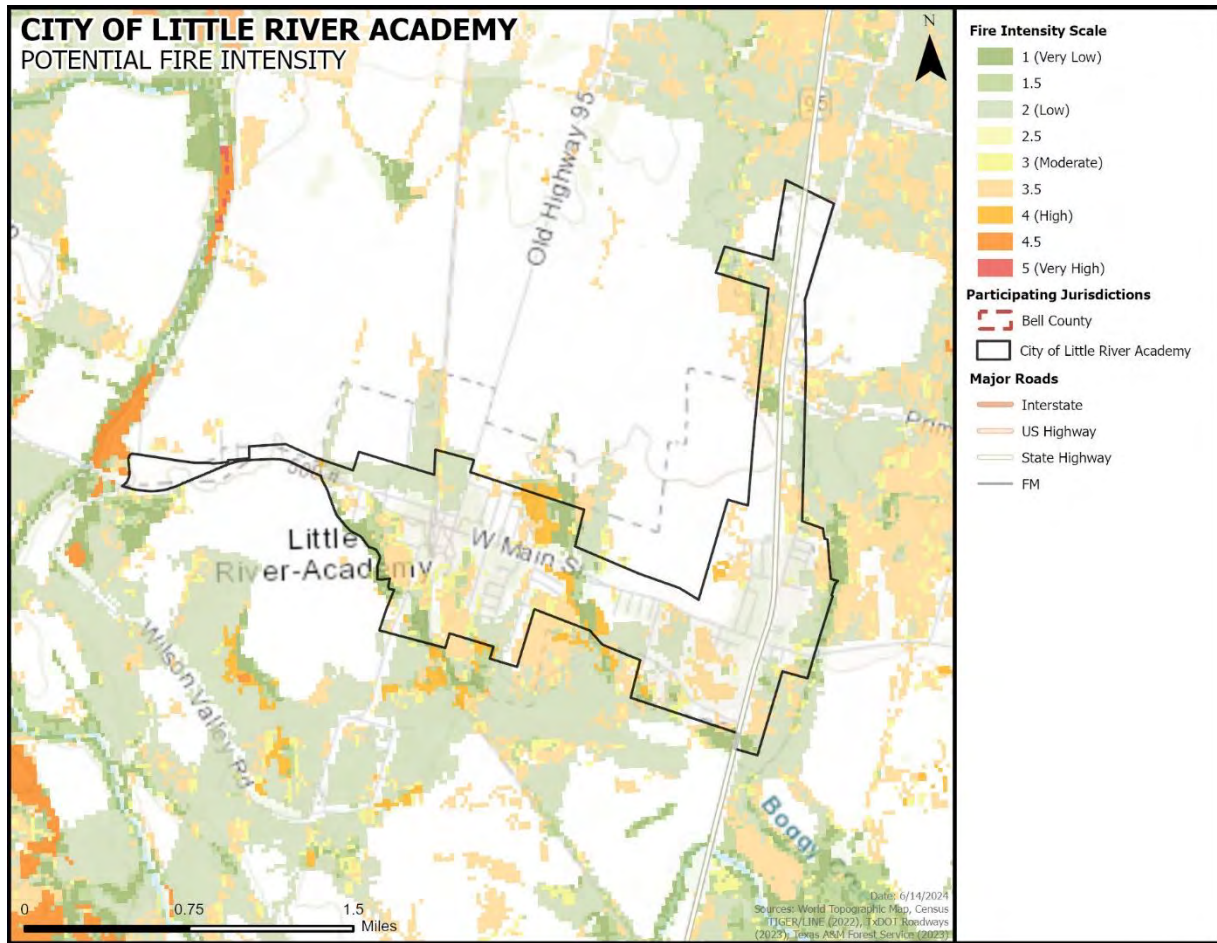 CITY OF LITTLE RIVER ACADEMY
POTENTIAL FIRE INTENSITY
N
95
Old Highway 95
500 ft
Little
River-Academy
W Main St
Wilson Valley Rd
Boggy
0 0.75 1.5
Miles
Date: 6/14/2024
Sources: World Topographic Map, Census
TIGER/LINE (2022), TxDOT Roadways
(2023), Texas A&M Forest Service (2023)
Fire Intensity Scale
1 (Very Low)
1.5
2 (Low)
2.5
3 (Moderate)
3.5
4 (High)
4.5
5 (Very High)
Participating Jurisdictions
Bell County
City of Little River Academy
Major Roads
Interstate
US Highway
State Highway
FM